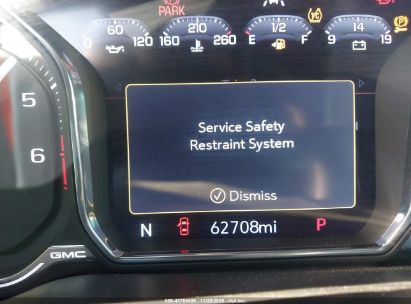 PARK
0 60 120
160 210 260
E 1/2 F
9 14 19
5
6
Service Safety
Restraint System
Dismiss
N
62708mi
P
GMC